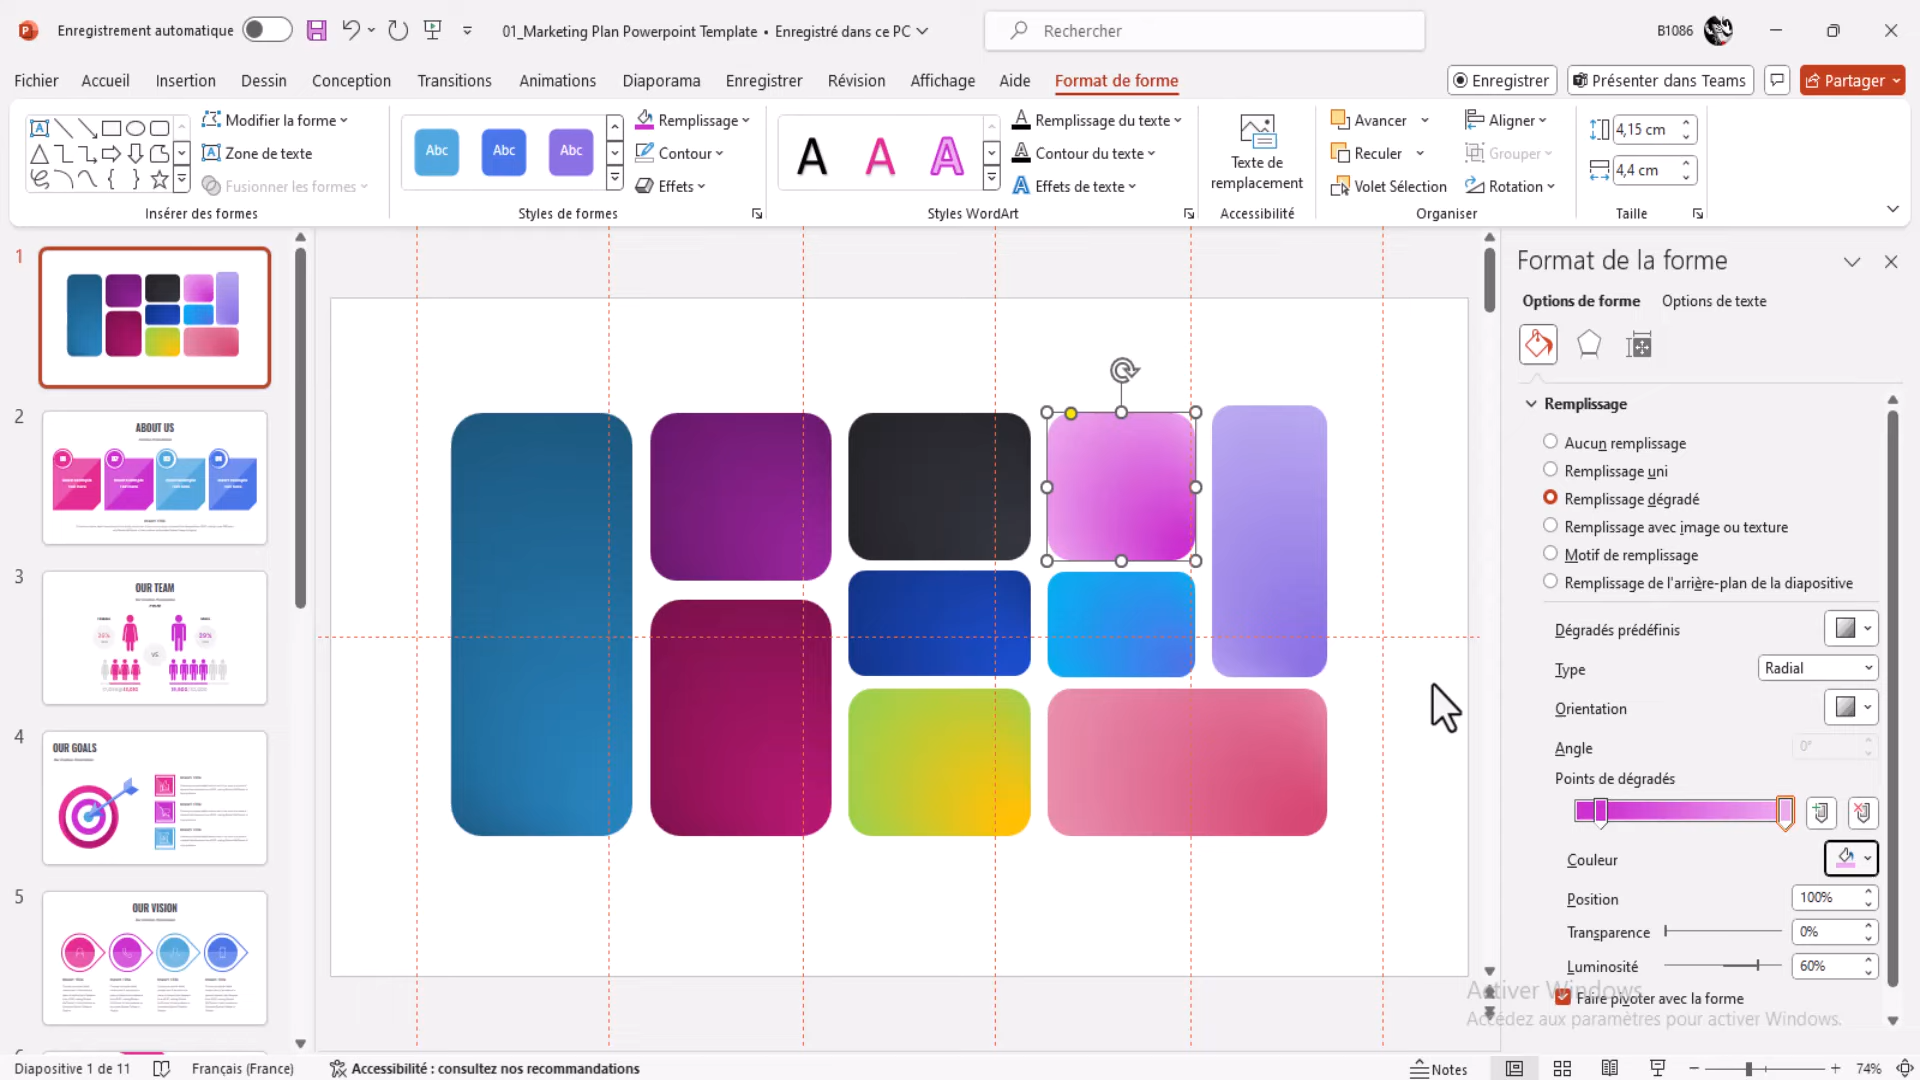 Enregistrement automatique
01_Marketing Plan Powerpoint Template • Enregistré dans ce PC
Rechercher
B1086
Fichier Accueil Insertion Dessin Conception Transitions Animations Diaporama Enregistrer Révision Affichage Aide Format de forme
Enregistrer
Présenter dans Teams
Partager
Modifier la forme
Zone de texte
Fusionner les formes
Insérer des formes
Abc Abc Abc
Remplissage
Contour
Effets
Styles de formes
A A A
Remplissage du texte
Contour du texte
Effets de texte
Styles WordArt
Texte de
remplacement
Accessibilité
Avancer
Reculer
Volet Sélection
Aligner
Grouper
Rotation
Organiser
4,15 cm
4,4 cm
Taille
1
2
ABOUT US
3
OUR TEAM
VS
4
OUR GOALS
5
OUR VISION
Format de la forme
Options de forme Options de texte
Remplissage
Aucun remplissage
Remplissage uni
Remplissage dégradé
Remplissage avec image ou texture
Motif de remplissage
Remplissage de l'arrière-plan de la diapositive
Dégradés prédéfinis
Type Radial
Orientation
Angle 0°
Points de dégradés
Couleur
Position 100%
Transparence 0%
Luminosité 60%
Faire pivoter avec la forme
Activer Windows
Accédez aux paramètres pour activer Windows.
Diapositive 1 de 11 Français (France) Accessibilité : consultez nos recommandations Notes 74%